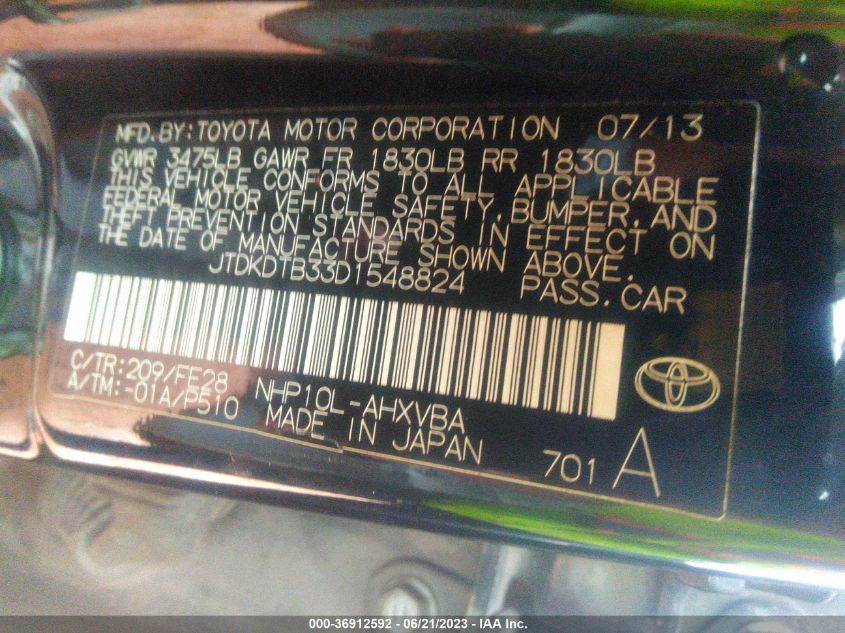 MFD. BY: TOYOTA MOTOR CORPORATION 07/13
GVWR 3475LB GAWR FR 1830LB RR 1830LB
THIS VEHICLE CONFORMS TO ALL APPLICABLE
FEDERAL MOTOR VEHICLE SAFETY, BUMPER, AND
THEFT PREVENTION STANDARDS IN EFFECT ON
THE DATE OF MANUFACTURE SHOWN ABOVE.
JTDKDTB33D1548824 PASS. CAR
C/TR: 209/FE28 NHP10L-AHXVBA
A/TM: -01A/P510 MADE IN JAPAN
701 A
000-36912592 - 06/21/2023 - IAA Inc.